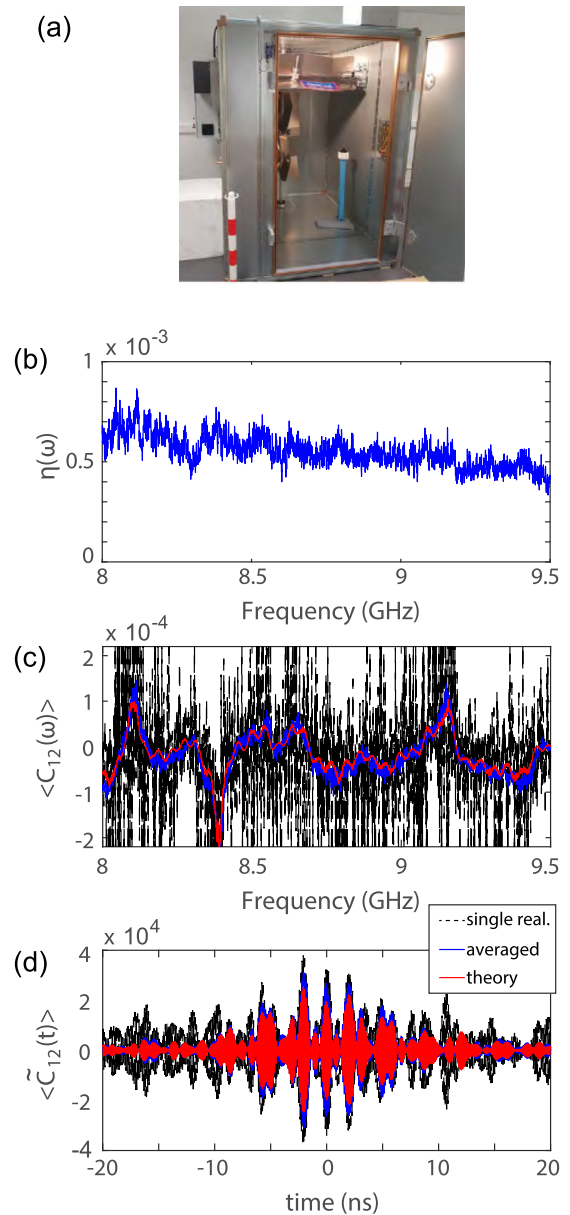 (a)
(b)
1 x 10^-3
η(ω)
0.5
0
8 8.5 9 9.5
Frequency (GHz)
(c)
x 10^-4
2
1
0
-1
-2
<C12(ω)>
8 8.5 9 9.5
Frequency (GHz)
single real.
averaged
theory
(d)
x 10^4
4
2
0
-2
-4
<C̃12(t)>
-20 -10 0 10 20
time (ns)